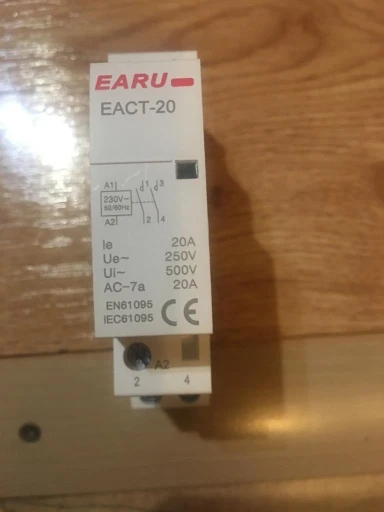 EARU
EACT-20
A1 1 3
230V~
50/60Hz
A2 2 4
Ie 20A
Ue~ 250V
Ui~ 500V
AC-7a 20A
EN61095
IEC61095 CE
A2
2 4